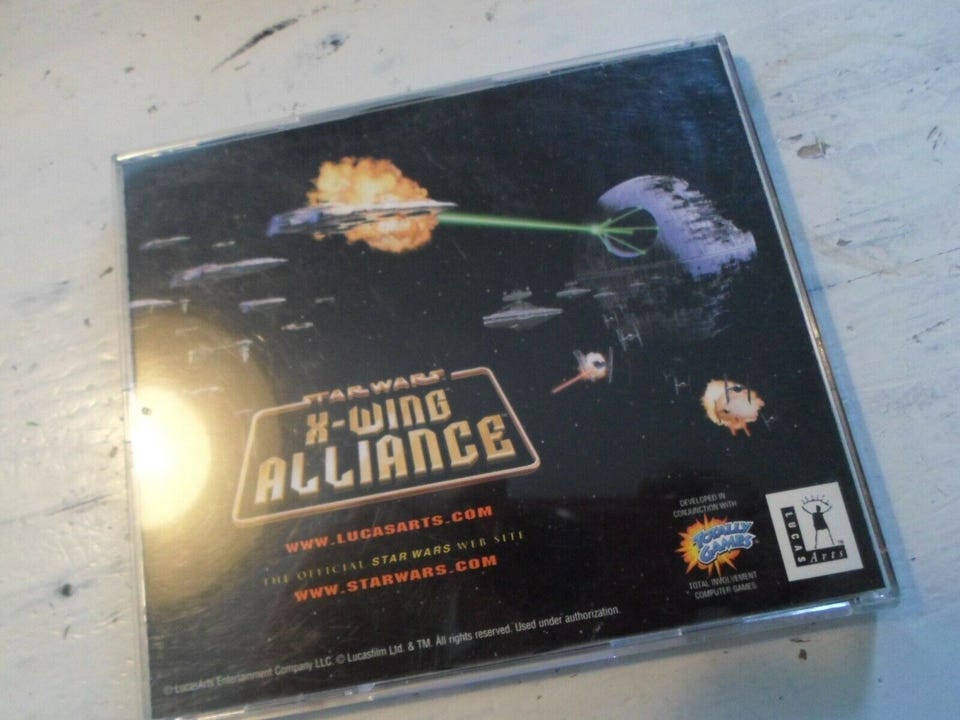 STAR WARS
X-WING
ALLIANCE
WWW.LUCASARTS.COM
THE OFFICIAL STAR WARS WEB SITE
WWW.STARWARS.COM
DEVELOPED IN
CONJUNCTION WITH
TOTALLY
GAMES
TOTAL INVOLVEMENT
COMPUTER GAMES
LUCAS
Arts
© LucasArts Entertainment Company LLC. © Lucasfilm Ltd. & TM. All rights reserved. Used under authorization.